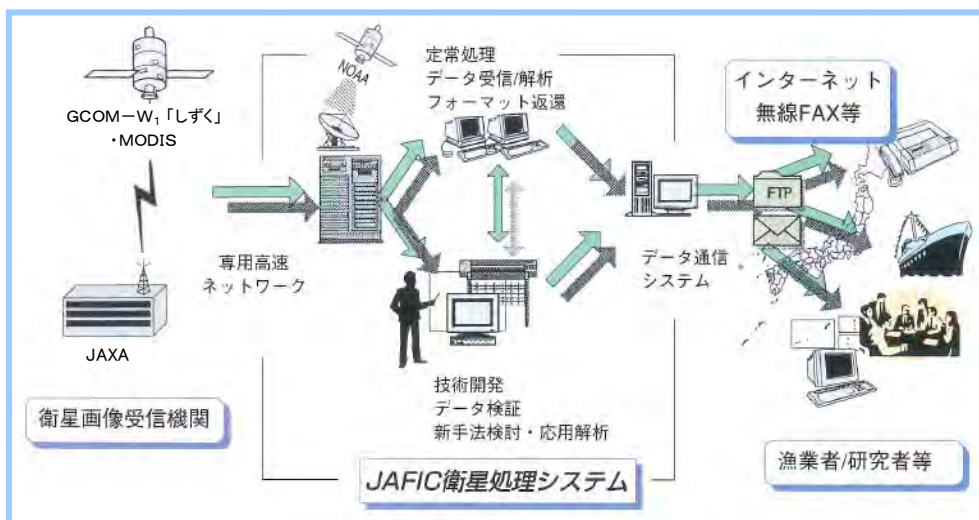 GCOM－W1「しずく」
・MODIS
JAXA
衛星画像受信機関
専用高速
ネットワーク
NOAA
定常処理
データ受信/解析
フォーマット返還
技術開発
データ検証
新手法検討・応用解析
JAFIC衛星処理システム
データ通信
システム
インターネット
無線FAX等
FTP
漁業者/研究者等